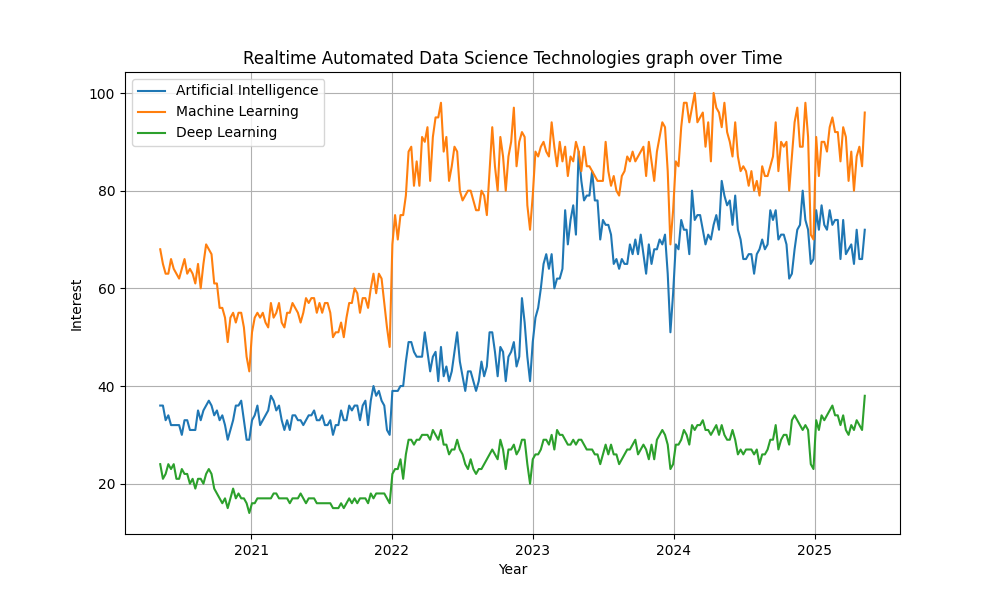 Realtime Automated Data Science Technologies graph over Time
Artificial Intelligence
Machine Learning
Deep Learning
100
80
60
40
20
Interest
2021 2022 2023 2024 2025
Year